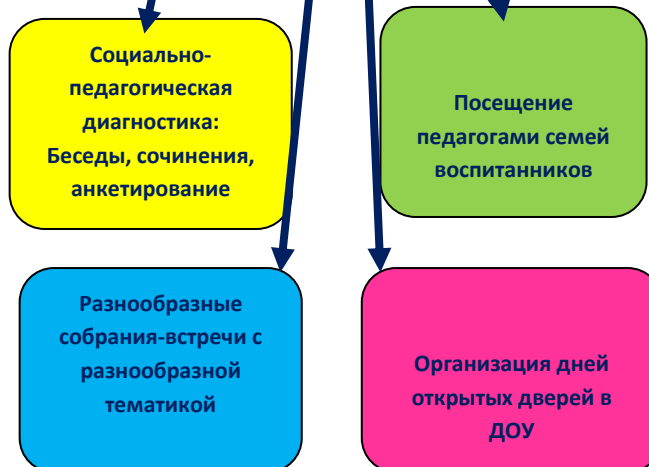 Социально-
педагогическая
диагностика:
Беседы, сочинения,
анкетирование
Посещение
педагогами семей
воспитанников
Разнообразные
собрания-встречи с
разнообразной
тематикой
Организация дней
открытых дверей в
ДОУ